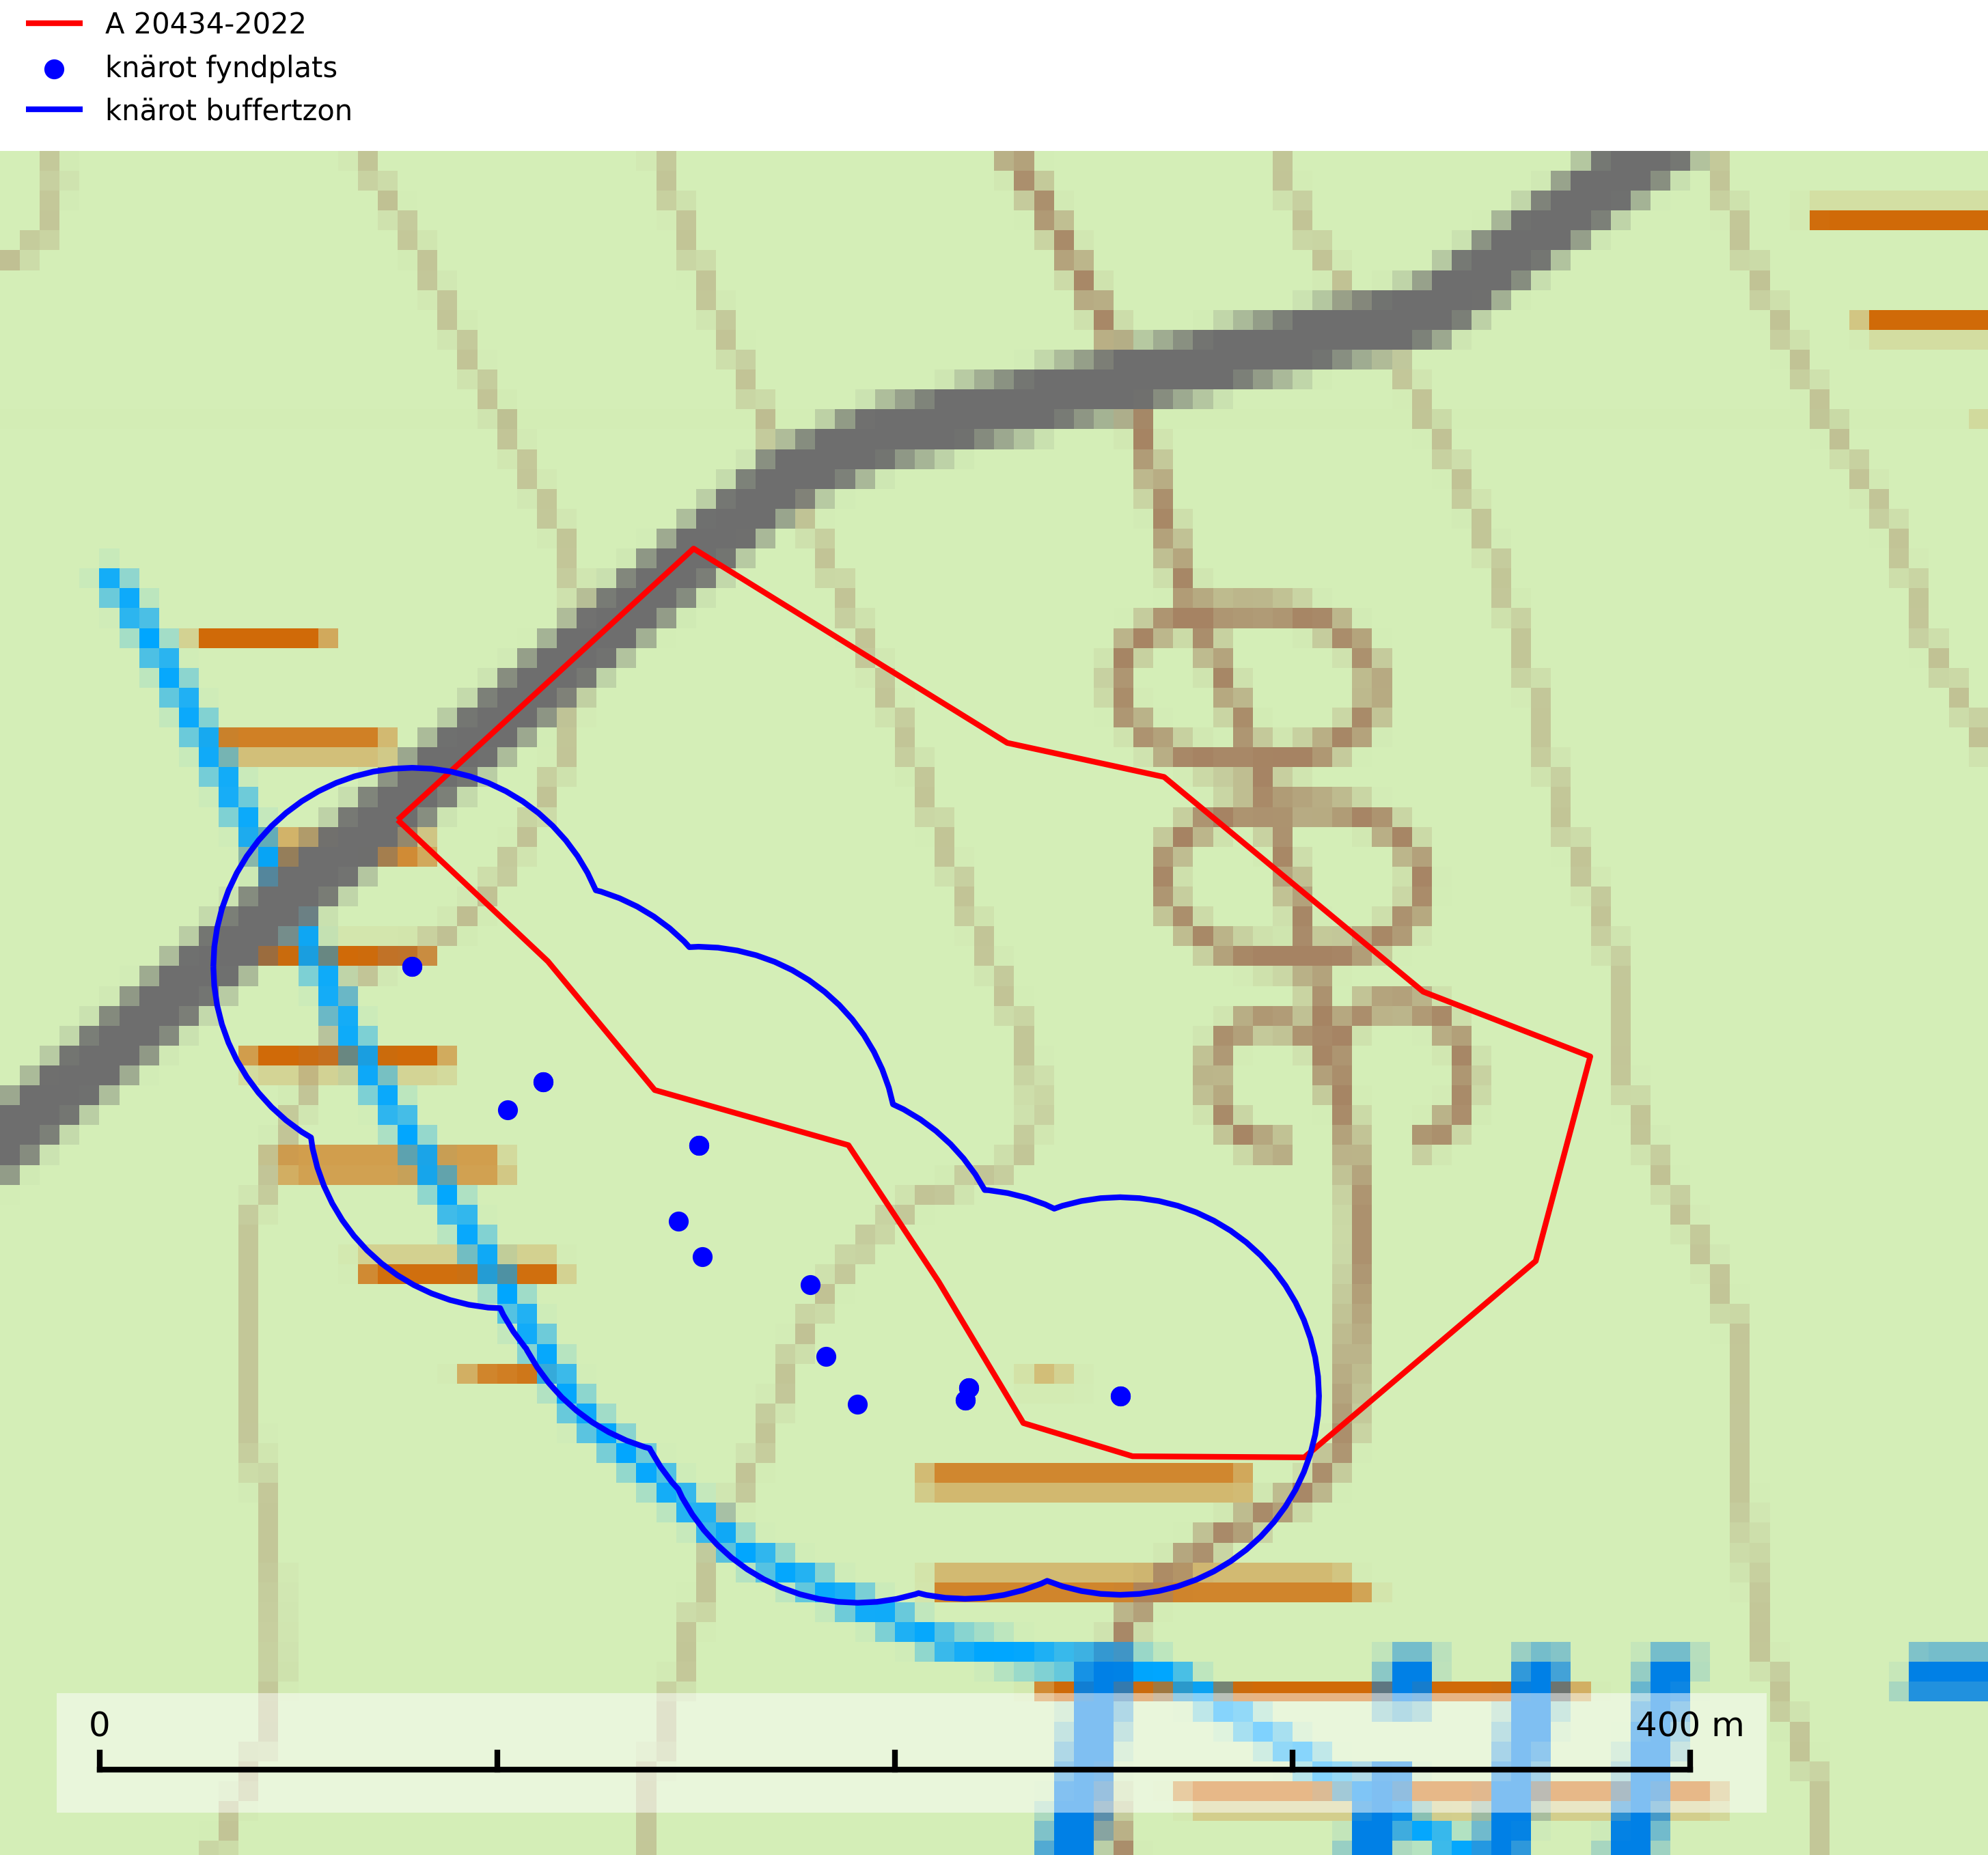 A 20434-2022
knärot fyndplats
knärot buffertzon
0
400 m